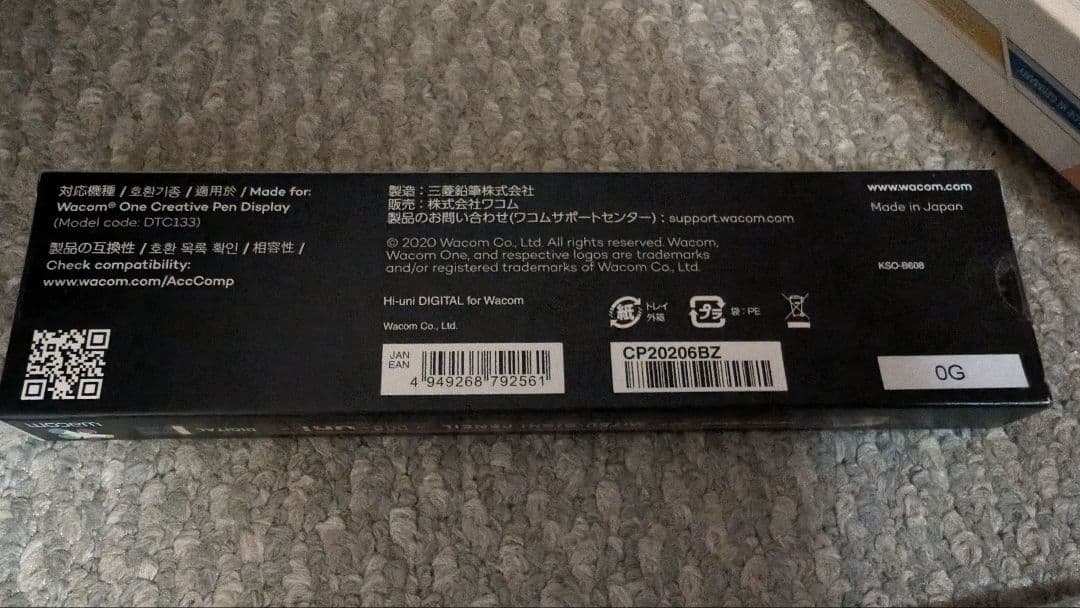 対応機種 / 호환기종 / 適用於 / Made for:
Wacom® One Creative Pen Display
(Model code: DTC133)
製品の互換性 / 호환 목록 확인 / 相容性 /
Check compatibility:
www.wacom.com/AccComp
製造：三菱鉛筆株式会社
販売：株式会社ワコム
製品のお問い合わせ(ワコムサポートセンター)：support.wacom.com
© 2020 Wacom Co., Ltd. All rights reserved. Wacom,
Wacom One, and respective logos are trademarks
and/or registered trademarks of Wacom Co., Ltd.
Hi-uni DIGITAL for Wacom
Wacom Co., Ltd.
JAN
EAN
4 949268 792561
紙
トレイ
外箱
プラ
袋：PE
CP20206BZ
www.wacom.com
Made in Japan
KSO-B608
0G
wacom
DIGITAL